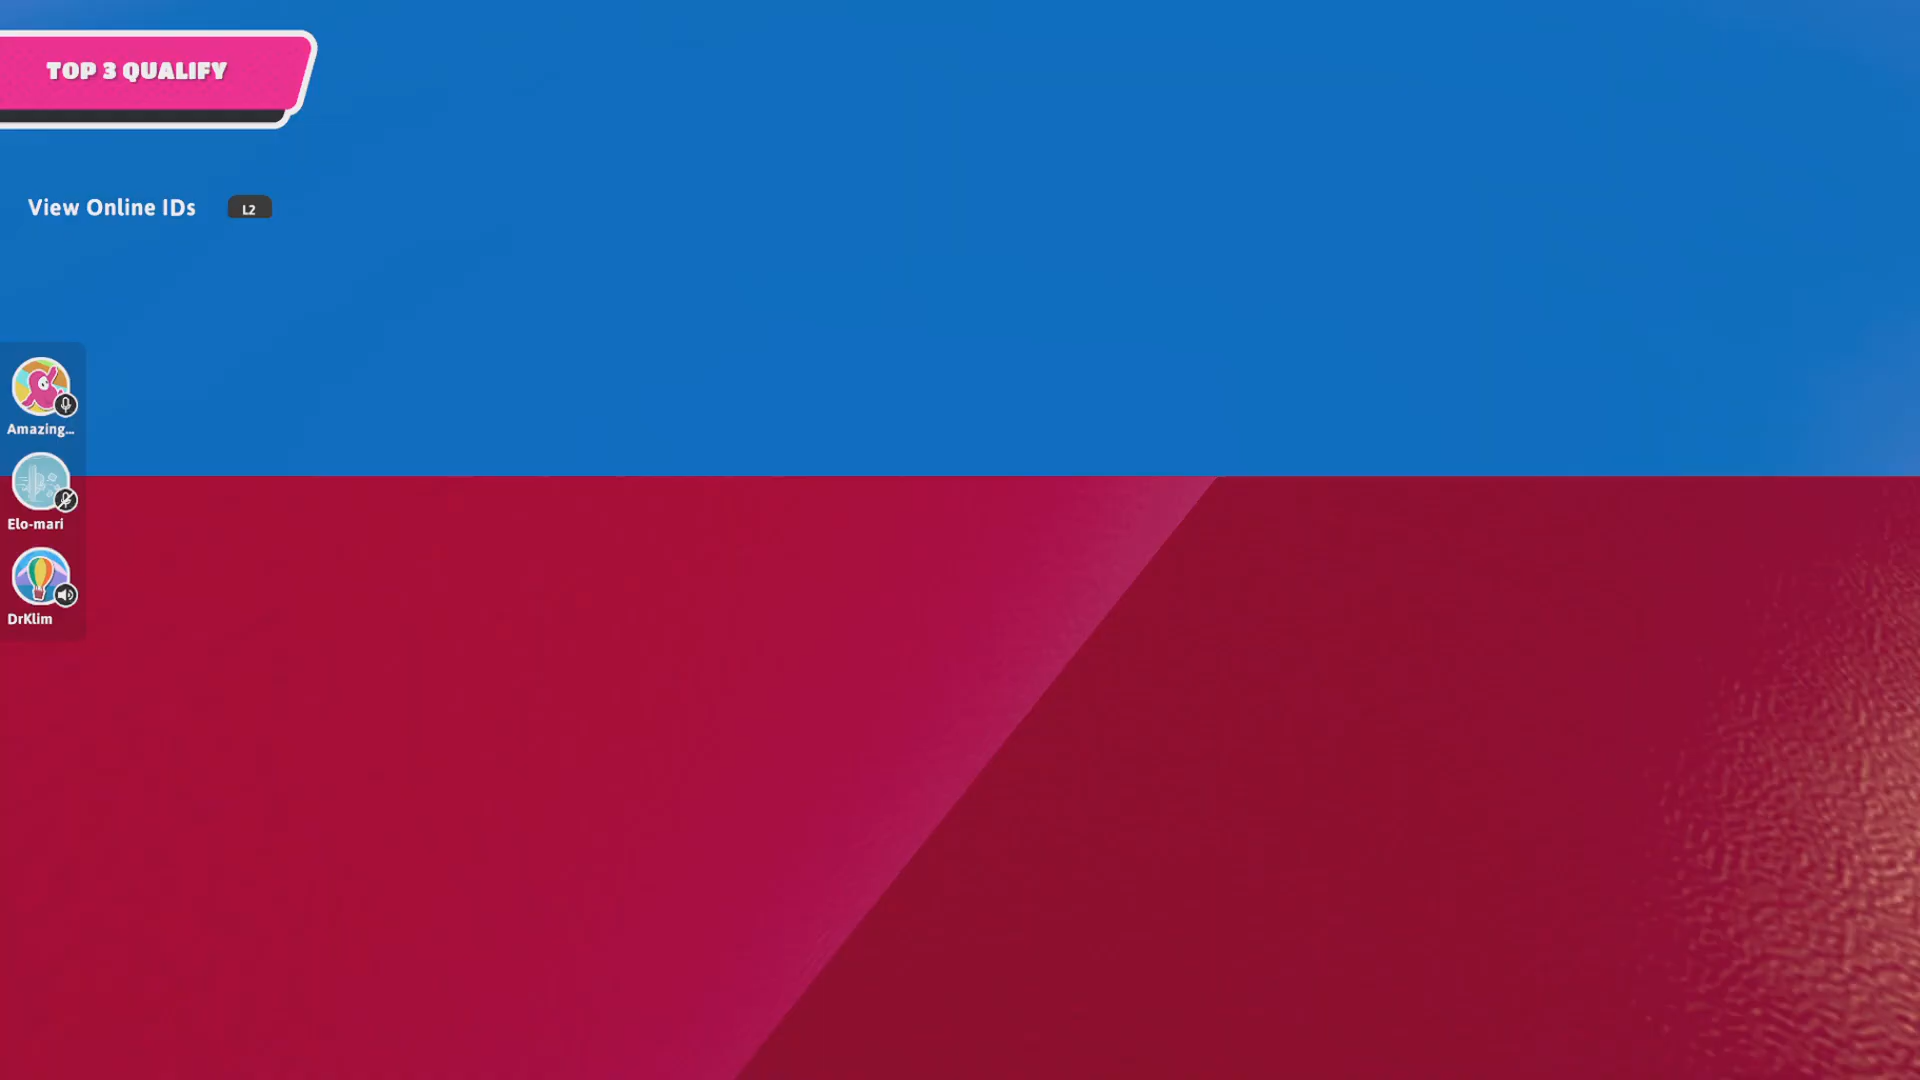 TOP 3 QUALIFY
View Online IDs L2
Amazing...
Elo-mari
DrKlim